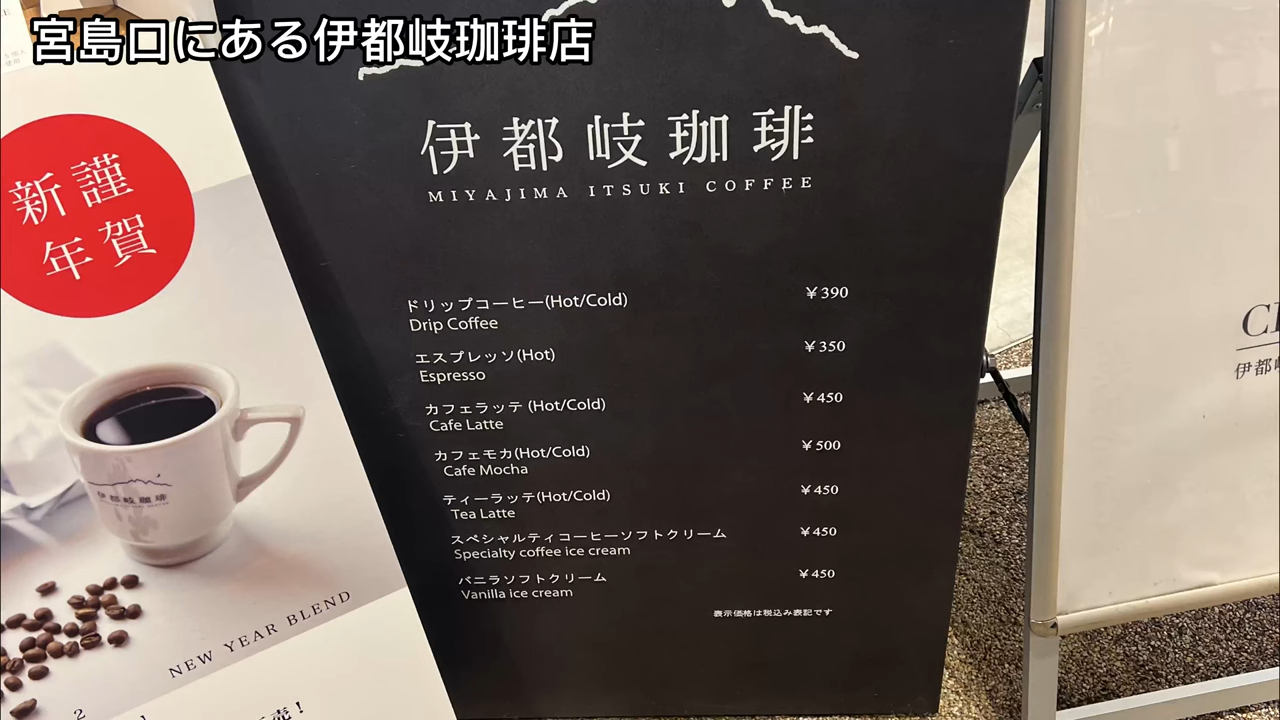 宮島口にある伊都岐珈琲店
謹賀
新年
伊都岐珈琲
MIYAJIMA ITSUKI COFFEE
ドリップコーヒー(Hot/Cold) ¥390
Drip Coffee
エスプレッソ(Hot) ¥350
Espresso
カフェラッテ (Hot/Cold) ¥450
Cafe Latte
カフェモカ(Hot/Cold) ¥500
Cafe Mocha
ティーラッテ(Hot/Cold) ¥450
Tea Latte
スペシャルティコーヒーソフトクリーム ¥450
Specialty coffee ice cream
バニラソフトクリーム ¥450
Vanilla ice cream
表示価格は税込み表記です
伊都岐珈琲
NEW YEAR BLEND